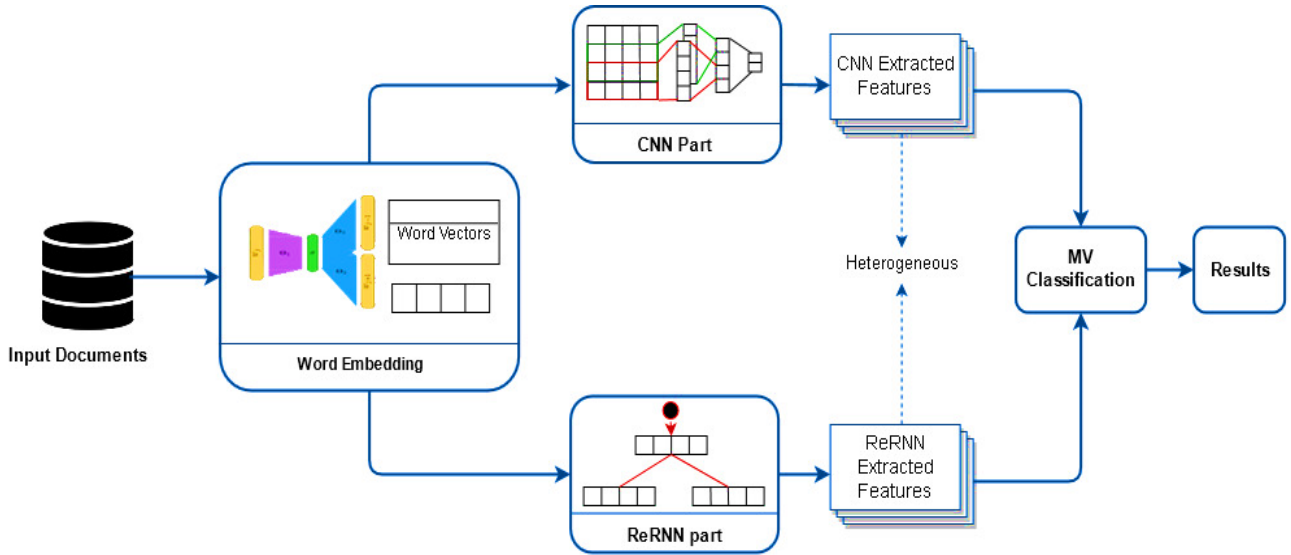 CNN Part
CNN Extracted
Features
Word Vectors
Word Embedding
Input Documents
Heterogeneous
MV
Classification
Results
ReRNN part
ReRNN
Extracted
Features